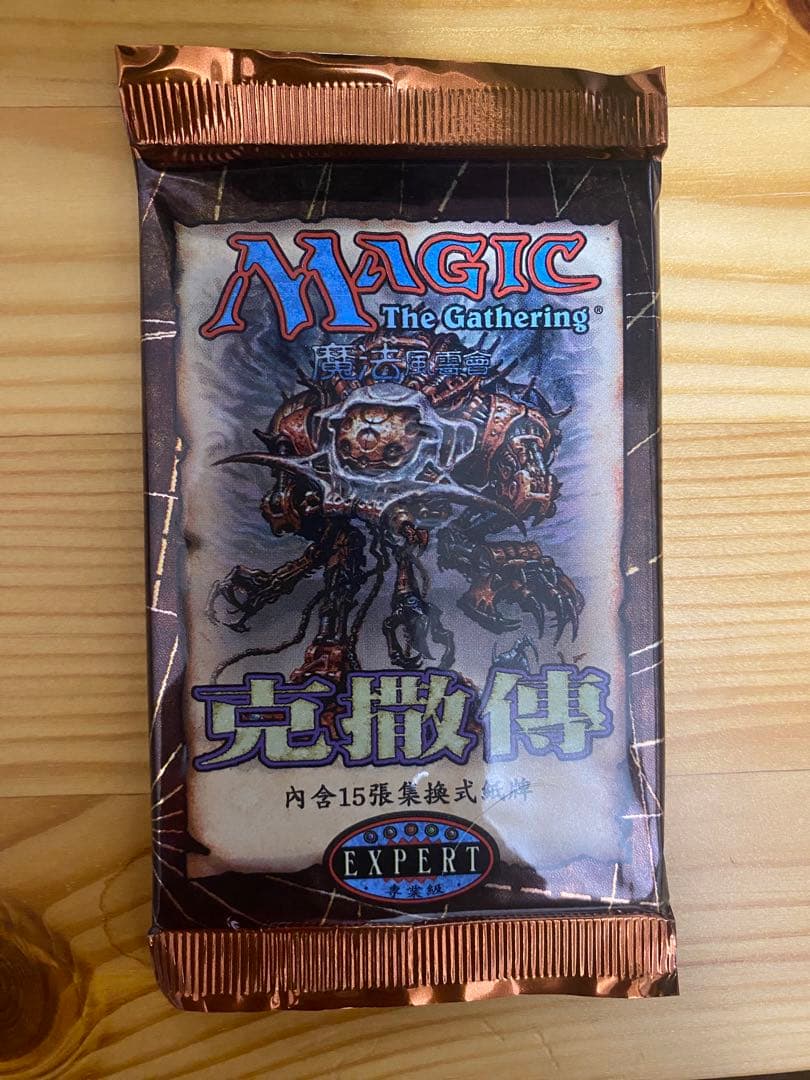 MAGIC
The Gathering®
魔法風雲會
克撒傳
內含15張集換式紙牌
EXPERT
專業級